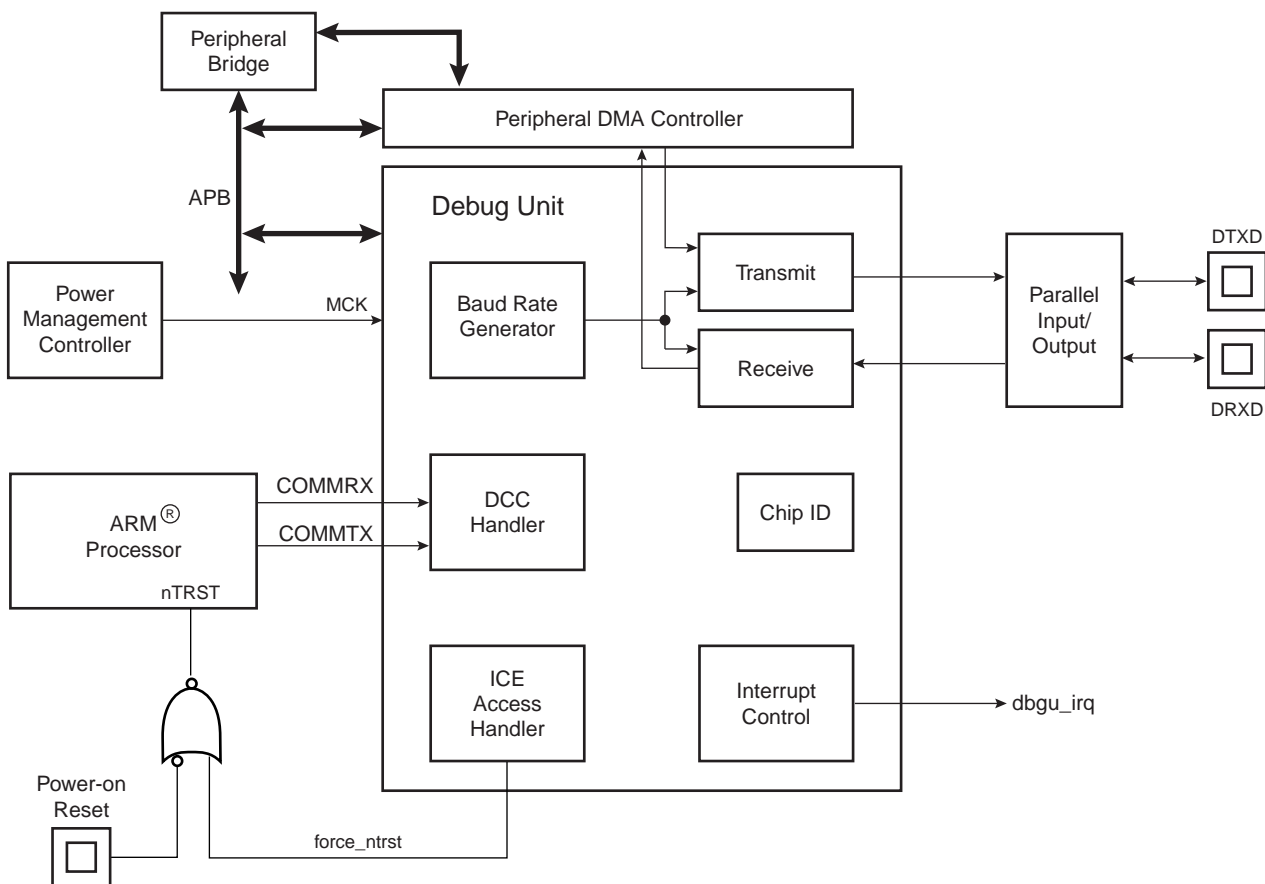 Peripheral
Bridge
Peripheral DMA Controller
APB
Debug Unit
Power
Management
Controller
MCK
Baud Rate
Generator
Transmit
Receive
Parallel
Input/
Output
DTXD
DRXD
ARM®
Processor
nTRST
COMMRX
COMMTX
DCC
Handler
Chip ID
ICE
Access
Handler
Interrupt
Control
dbgu_irq
Power-on
Reset
force_ntrst